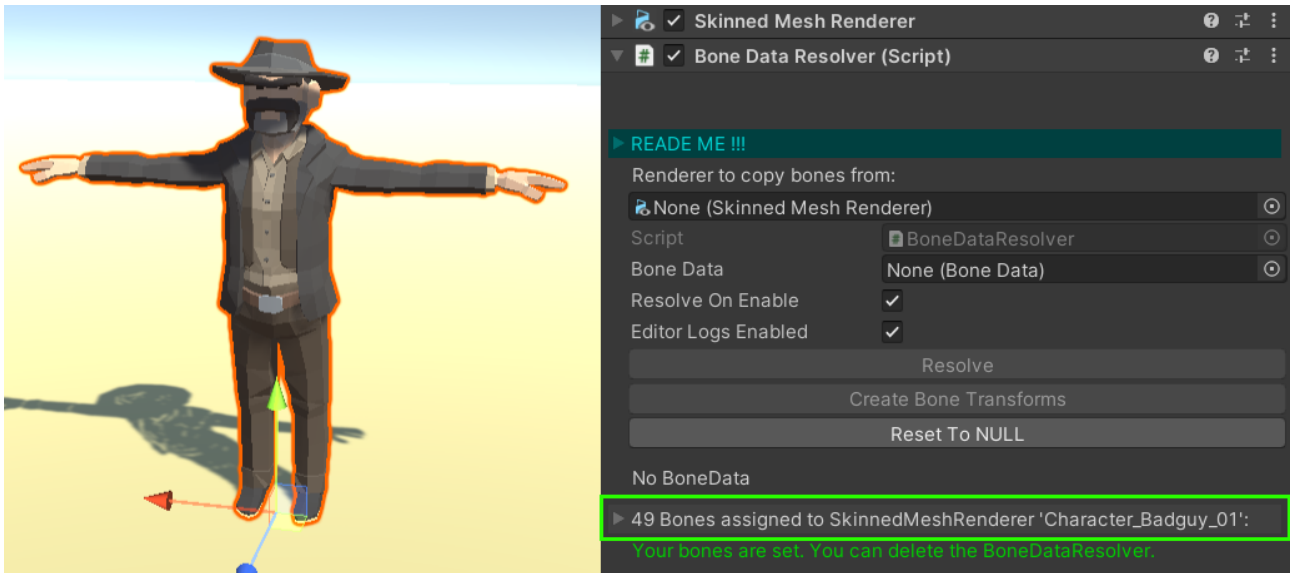 Skinned Mesh Renderer
Bone Data Resolver (Script)
READE ME !!!
Renderer to copy bones from:
None (Skinned Mesh Renderer)
Script BoneDataResolver
Bone Data None (Bone Data)
Resolve On Enable
Editor Logs Enabled
Resolve
Create Bone Transforms
Reset To NULL
No BoneData
49 Bones assigned to SkinnedMeshRenderer 'Character_Badguy_01':
Your bones are set. You can delete the BoneDataResolver.